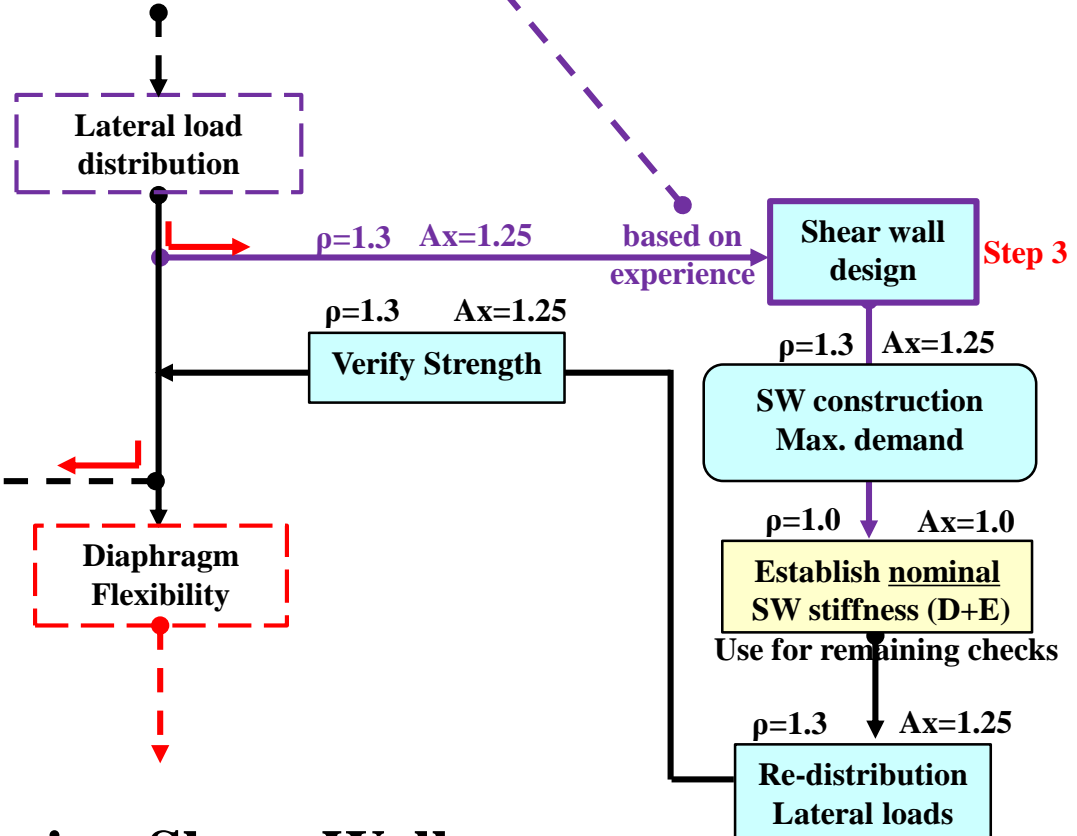 Lateral load
distribution
ρ=1.3 Ax=1.25
based on
experience
Shear wall
design
Step 3
ρ=1.3 Ax=1.25
Verify Strength
ρ=1.3 Ax=1.25
SW construction
Max. demand
ρ=1.0 Ax=1.0
Diaphragm
Flexibility
Establish nominal
SW stiffness (D+E)
Use for remaining checks
ρ=1.3 Ax=1.25
Re-distribution
Lateral loads